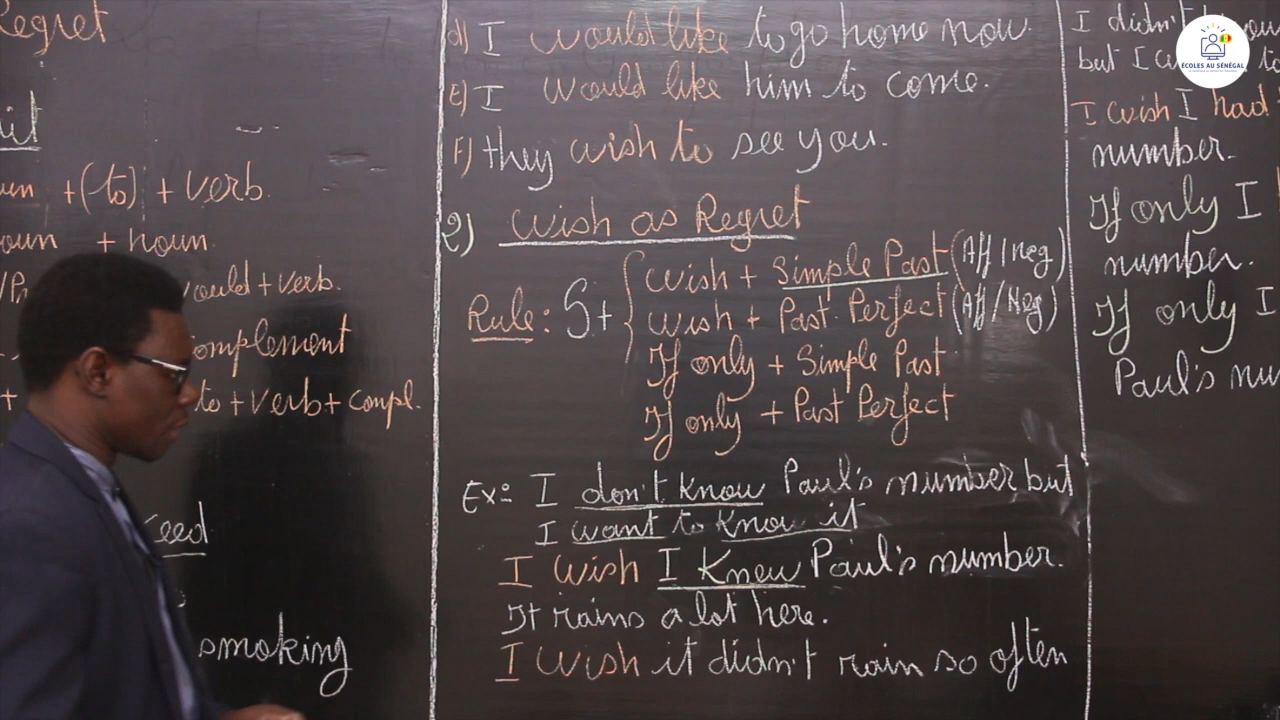 Regret
it
+ (to) + verb.
noun + noun.
would + verb.
complement
+ to + verb + compl.
smoking
d) I would like to go home now.
E) I would like him to come.
F) they wish to see you.
2) Wish as Regret
Rule: S + { wish + Simple Past (Aff/neg)
wish + Past Perfect (Aff/Neg)
If only + Simple Past
If only + Past Perfect
Ex: I don't know Paul's number but
I want to know it
I wish I Knew Paul's number.
It rains a lot here.
I wish it didn't rain so often
I didn't
but I
I wish I had
number.
If only I
number.
If only I
Paul's
ÉCOLES AU SÉNÉGAL